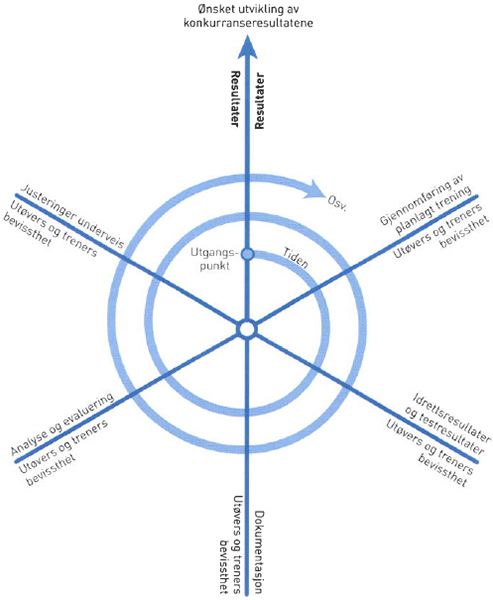 Ønsket utvikling av
konkurranseresultatene
Resultater
Resultater
Justeringer underveis
Utøvers og treners
bevissthet
Osv.
Gjennomføring av
planlagt trening
Utøvers og treners
bevissthet
Utgangs-
punkt
Tiden
Analyse og evaluering
Utøvers og treners
bevissthet
Idrettsresultater
og testresultater
Utøvers og treners
bevissthet
Dokumentasjon
Utøvers og treners
bevissthet